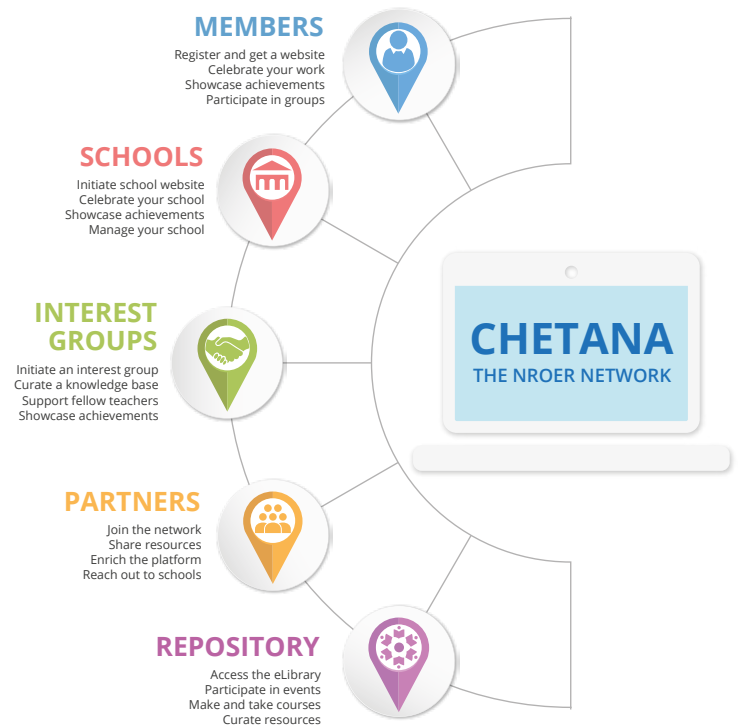 MEMBERS
Register and get a website
Celebrate your work
Showcase achievements
Participate in groups
SCHOOLS
Initiate school website
Celebrate your school
Showcase achievements
Manage your school
INTEREST
GROUPS
Initiate an interest group
Curate a knowledge base
Support fellow teachers
Showcase achievements
CHETANA
THE NROER NETWORK
PARTNERS
Join the network
Share resources
Enrich the platform
Reach out to schools
REPOSITORY
Access the eLibrary
Participate in events
Make and take courses
Curate resources